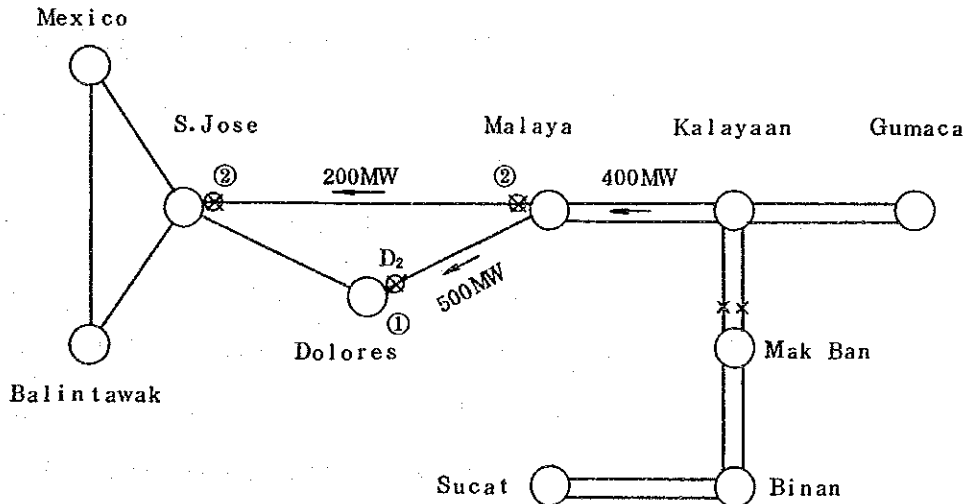 Mexico
S.Jose
Malaya
Kalayaan
Gumaca
②
200MW
②
400MW
D₂
500MW
①
Dolores
Mak Ban
Balintawak
Sucat
Binan